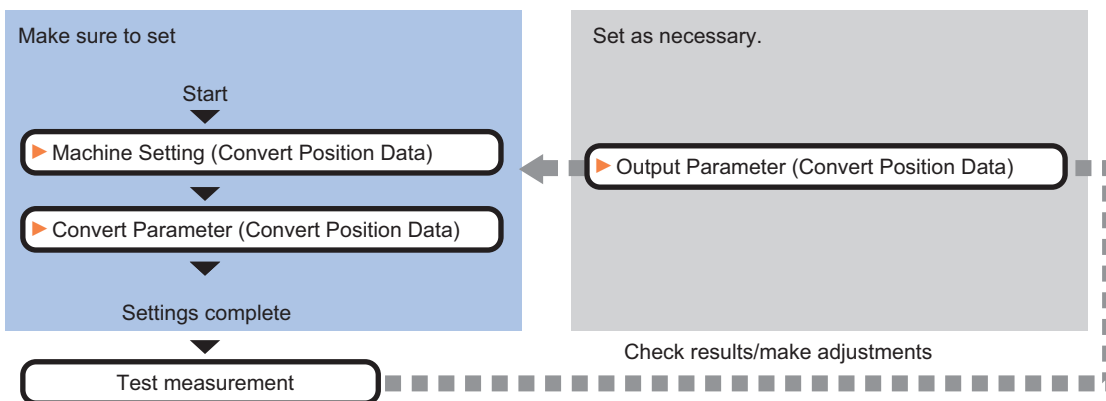 Make sure to set
Start
Machine Setting (Convert Position Data)
Convert Parameter (Convert Position Data)
Settings complete
Test measurement
Set as necessary.
Output Parameter (Convert Position Data)
Check results/make adjustments